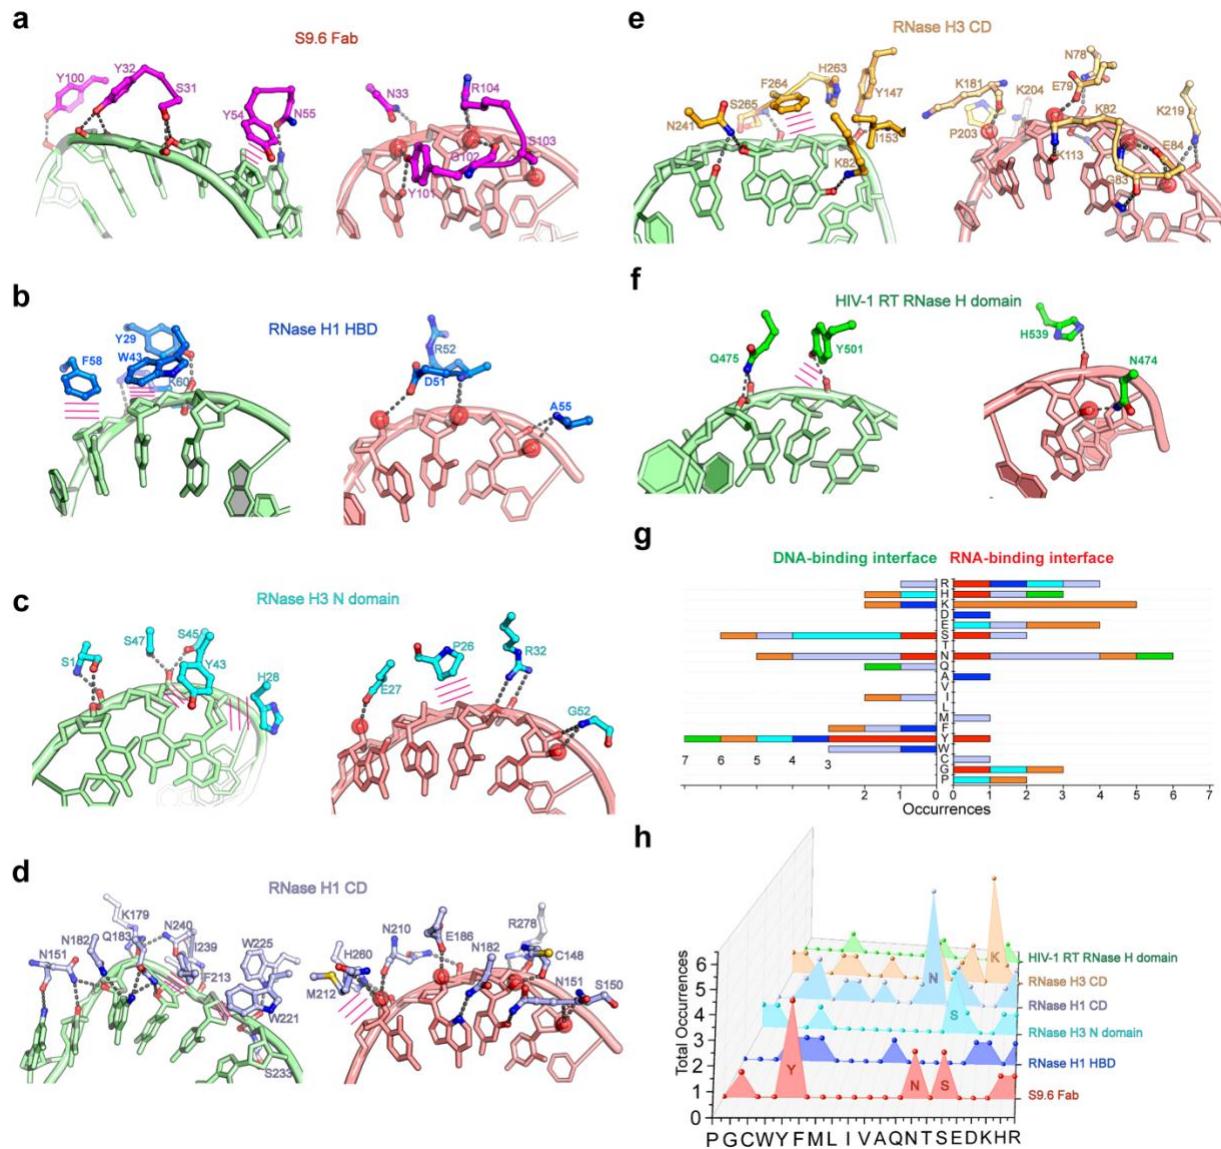 a
S9.6 Fab
Y100
Y32
S31
Y54
N55
N33
R104
G102
S103
Y101
b
RNase H1 HBD
F58
Y29
W43
K60
R52
D51
A55
c
RNase H3 N domain
S1
S47
S45
Y43
H28
E27
P26
R32
G52
d
RNase H1 CD
N151
N182
K179
Q183
N240
I239
F213
W225
W221
S233
M212
H260
N210
E186
N182
R278
C148
N151
S150
e
RNase H3 CD
N241
S265
F264
H263
Y147
I153
K82
K181
P203
K204
N78
E79
K82
K113
G83
E84
K219
f
HIV-1 RT RNase H domain
Q475
Y501
H539
N474
g
DNA-binding interface
RNA-binding interface
R
H
K
D
E
S
T
N
Q
A
V
I
L
M
F
Y
W
C
G
P
7 6 5 4 3 2 1 0 0 1 2 3 4 5 6 7
Occurrences
h
Total Occurrences
6
5
4
3
2
1
0
Y
N
S
S
N
K
HIV-1 RT RNase H domain
RNase H3 CD
RNase H1 CD
RNase H3 N domain
RNase H1 HBD
S9.6 Fab
P G C W Y F M L I V A Q N T S E D K H R